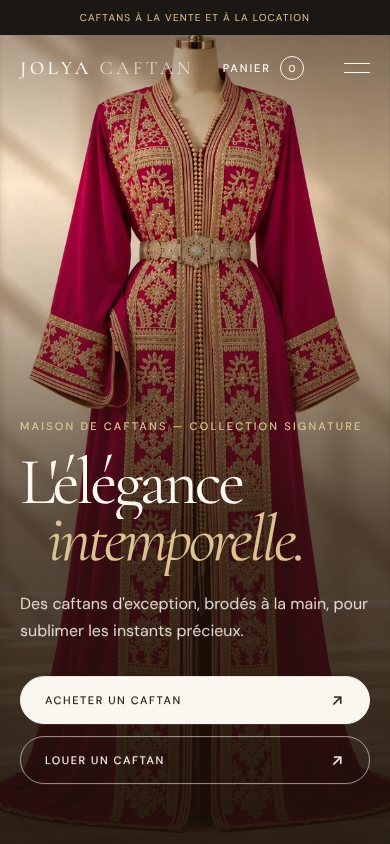 CAFTANS À LA VENTE ET À LA LOCATION
JOLYA CAFTAN PANIER 0
MAISON DE CAFTANS — COLLECTION SIGNATURE
L'élégance
intemporelle.
Des caftans d'exception, brodés à la main, pour
sublimer les instants précieux.
ACHETER UN CAFTAN
LOUER UN CAFTAN